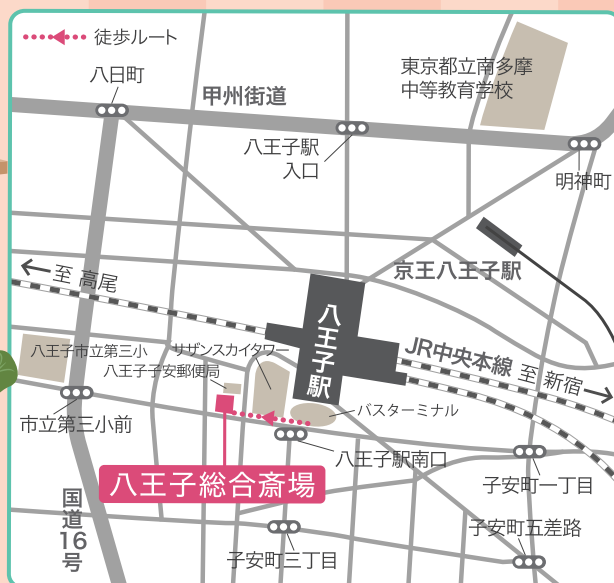 徒歩ルート
八日町
甲州街道
東京都立南多摩
中等教育学校
八王子駅
入口
明神町
京王八王子駅
至 高尾
八王子駅
JR中央本線 至 新宿
八王子市立第三小
サザンスカイタワー
八王子子安郵便局
バスターミナル
市立第三小前
八王子駅南口
八王子総合斎場
子安町一丁目
国道16号
子安町三丁目
子安町五差路